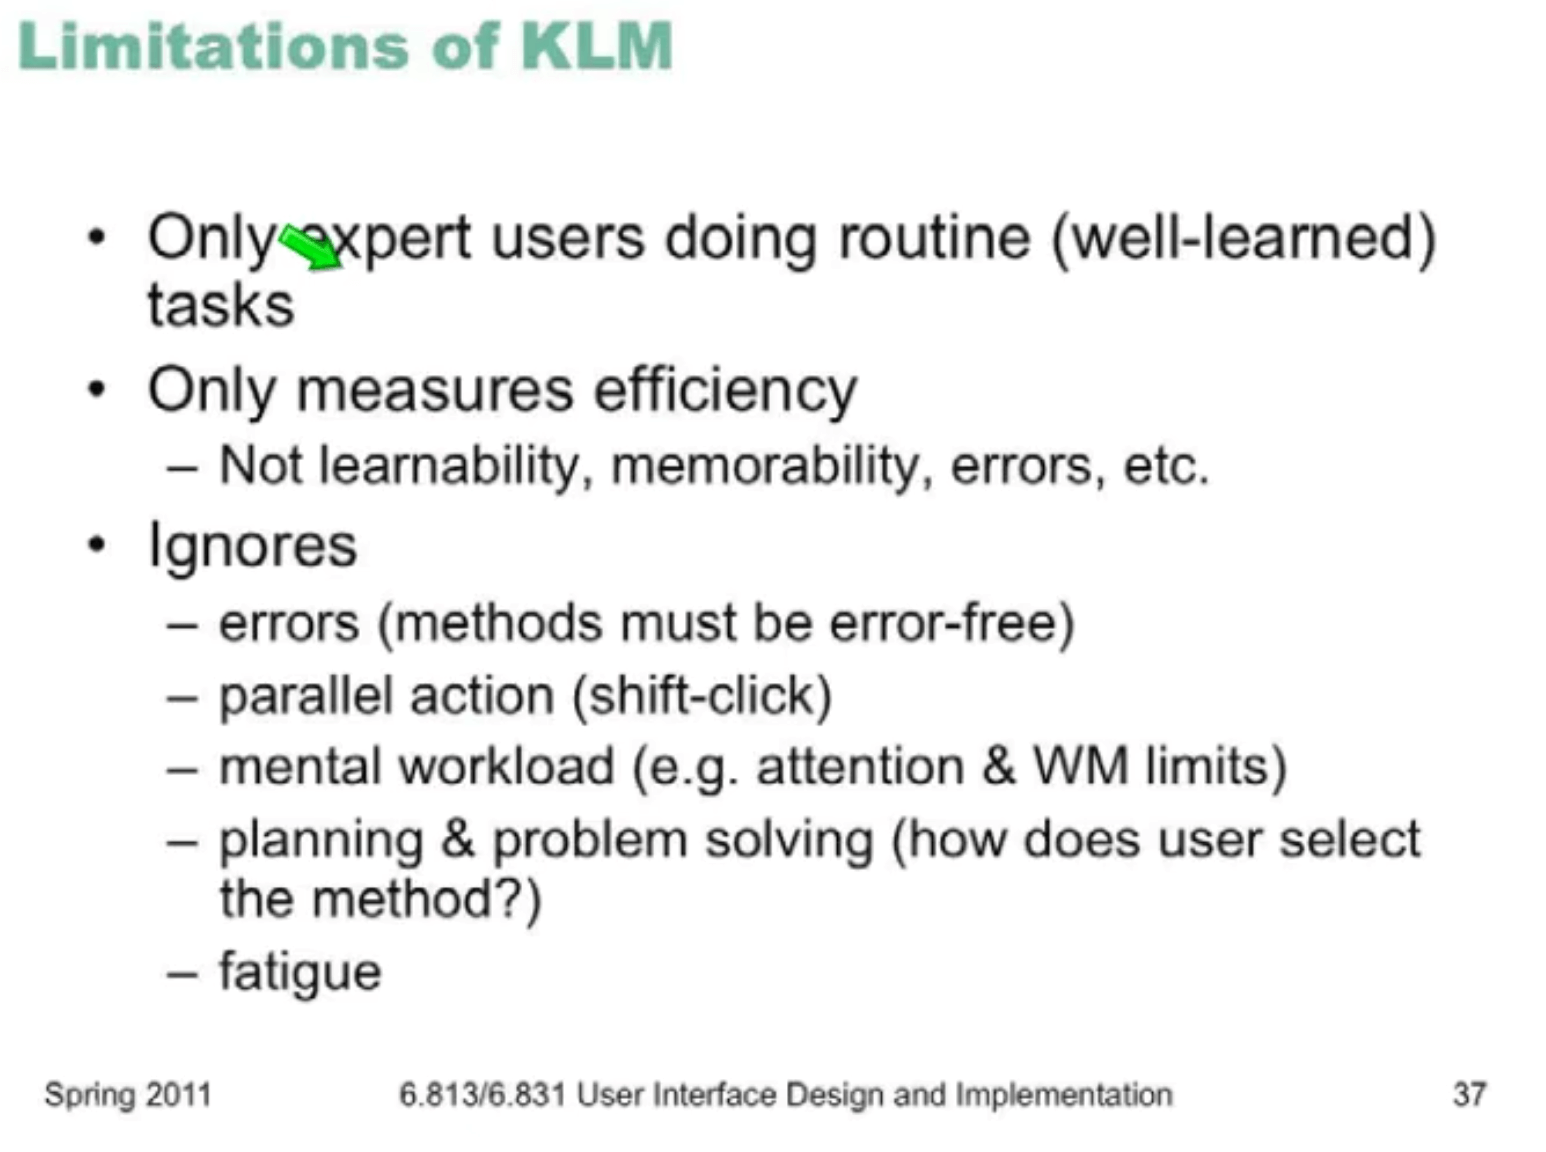 Limitations of KLM
• Only expert users doing routine (well-learned)
tasks
• Only measures efficiency
– Not learnability, memorability, errors, etc.
• Ignores
– errors (methods must be error-free)
– parallel action (shift-click)
– mental workload (e.g. attention & WM limits)
– planning & problem solving (how does user select
the method?)
– fatigue
Spring 2011 6.813/6.831 User Interface Design and Implementation 37